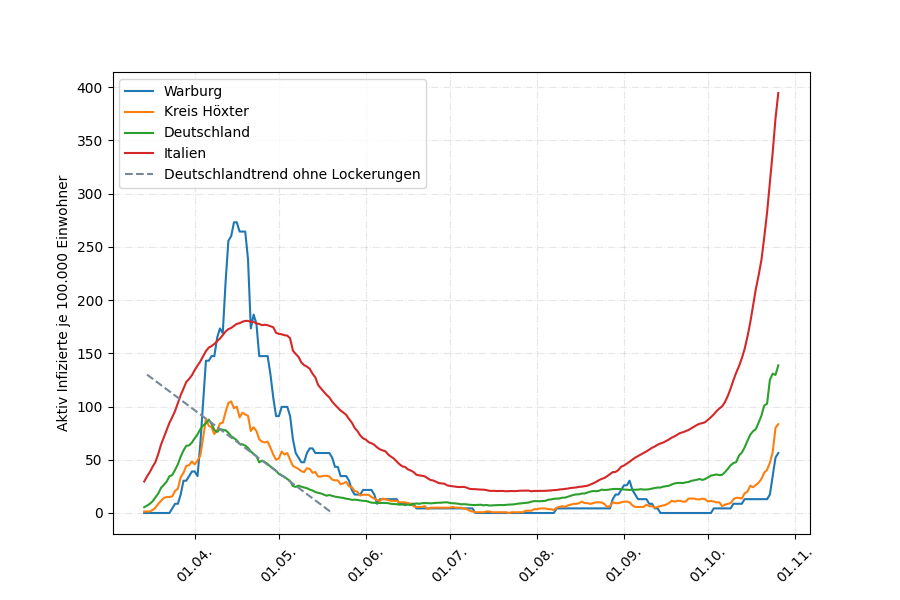 Warburg
Kreis Höxter
Deutschland
Italien
Deutschlandtrend ohne Lockerungen
Aktiv Infizierte je 100.000 Einwohner
400
350
300
250
200
150
100
50
0
01.04.
01.05.
01.06.
01.07.
01.08.
01.09.
01.10.
01.11.